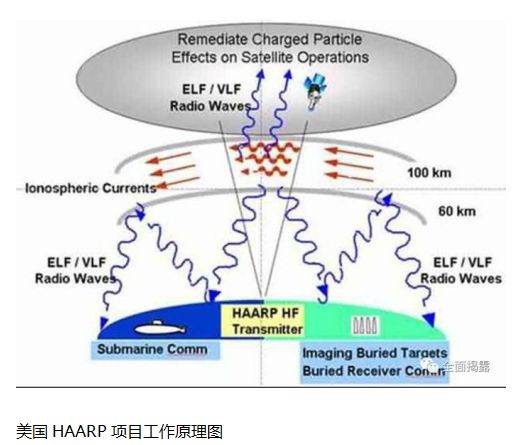 Remediate Charged Particle
Effects on Satellite Operations
ELF / VLF
Radio Waves
100 km
Ionospheric Currents
60 km
ELF / VLF
Radio Waves
ELF / VLF
Radio Waves
HAARP HF
Transmitter
Submarine Comm
Imaging Buried Targets
Buried Receiver Comm
全面揭露
美国 HAARP 项目工作原理图